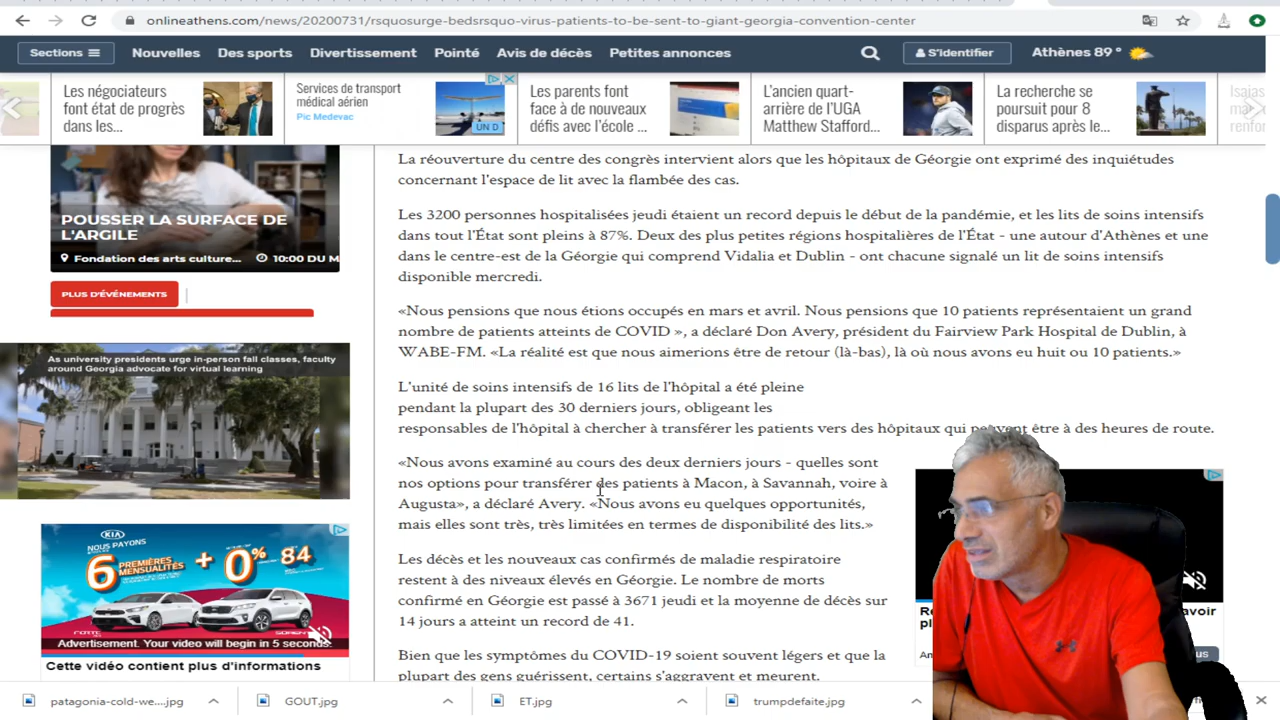 onlineathens.com/news/20200731/rsquosurge-bedsrsquo-virus-patients-to-be-sent-to-giant-georgia-convention-center
Sections
Nouvelles
Des sports
Divertissement
Pointé
Avis de décès
Petites annonces
S'identifier
Athènes 89 °
Les négociateurs
font état de progrès
dans les...
Services de transport
médical aérien
Pic Medevac
UN D
Les parents font
face à de nouveaux
défis avec l'école ...
L'ancien quart-
arrière de l'UGA
Matthew Stafford...
La recherche se
poursuit pour 8
disparus après le...
Isaias
POUSSER LA SURFACE DE
L'ARGILE
Fondation des arts culture...
10:00 DU M
PLUS D'ÉVÉNEMENTS
As university presidents urge in-person fall classes, faculty
around Georgia advocate for virtual learning
KIA
NOUS PAYONS
6 PREMIÈRES
MENSUALITÉS
+ 0% 84
Advertisement. Your video will begin in 5 seconds.
Cette vidéo contient plus d'informations
La réouverture du centre des congrès intervient alors que les hôpitaux de Géorgie ont exprimé des inquiétudes
concernant l'espace de lit avec la flambée des cas.
Les 3200 personnes hospitalisées jeudi étaient un record depuis le début de la pandémie, et les lits de soins intensifs
dans tout l'État sont pleins à 87%. Deux des plus petites régions hospitalières de l'État - une autour d'Athènes et une
dans le centre-est de la Géorgie qui comprend Vidalia et Dublin - ont chacune signalé un lit de soins intensifs
disponible mercredi.
«Nous pensions que nous étions occupés en mars et avril. Nous pensions que 10 patients représentaient un grand
nombre de patients atteints de COVID », a déclaré Don Avery, président du Fairview Park Hospital de Dublin, à
WABE-FM. «La réalité est que nous aimerions être de retour (là-bas), là où nous avons eu huit ou 10 patients.»
L'unité de soins intensifs de 16 lits de l'hôpital a été pleine
pendant la plupart des 30 derniers jours, obligeant les
responsables de l'hôpital à chercher à transférer les patients vers des hôpitaux qui peuvent être à des heures de route.
«Nous avons examiné au cours des deux derniers jours - quelles sont
nos options pour transférer des patients à Macon, à Savannah, voire à
Augusta», a déclaré Avery. «Nous avons eu quelques opportunités,
mais elles sont très, très limitées en termes de disponibilité des lits.»
Les décès et les nouveaux cas confirmés de maladie respiratoire
restent à des niveaux élevés en Géorgie. Le nombre de morts
confirmé en Géorgie est passé à 3671 jeudi et la moyenne de décès sur
14 jours a atteint un record de 41.
Bien que les symptômes du COVID-19 soient souvent légers et que la
plupart des gens guérissent, certains s'aggravent et meurent.
patagonia-cold-we....jpg
GOUT.jpg
ET.jpg
trumpdefaite.jpg